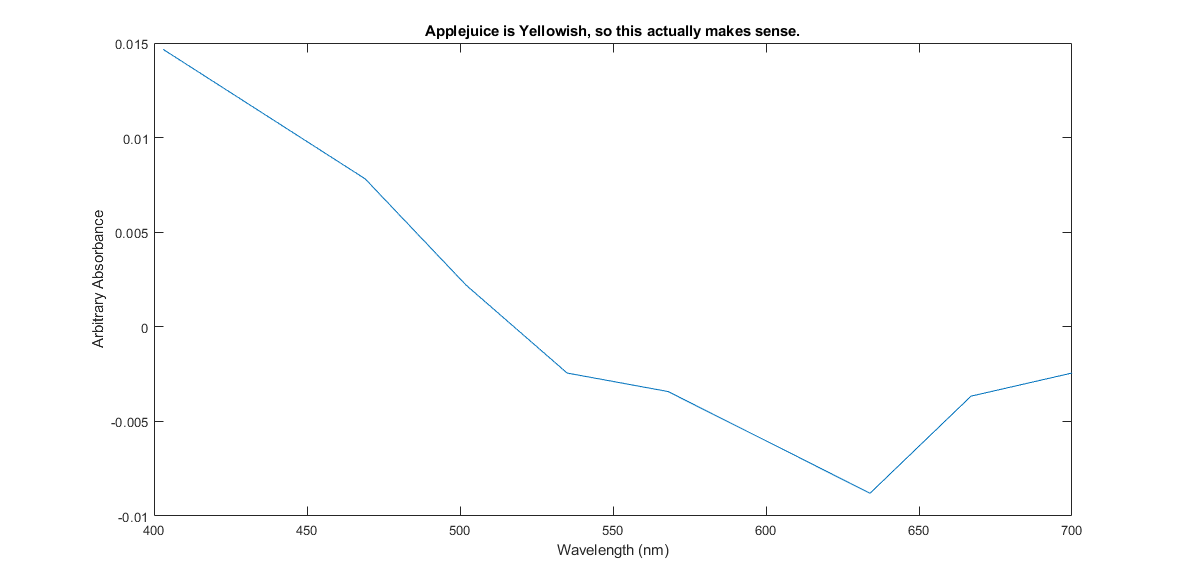 Applejuice is Yellowish, so this actually makes sense.
0.015
0.01
0.005
0
-0.005
-0.01
Arbitrary Absorbance
400 450 500 550 600 650 700
Wavelength (nm)